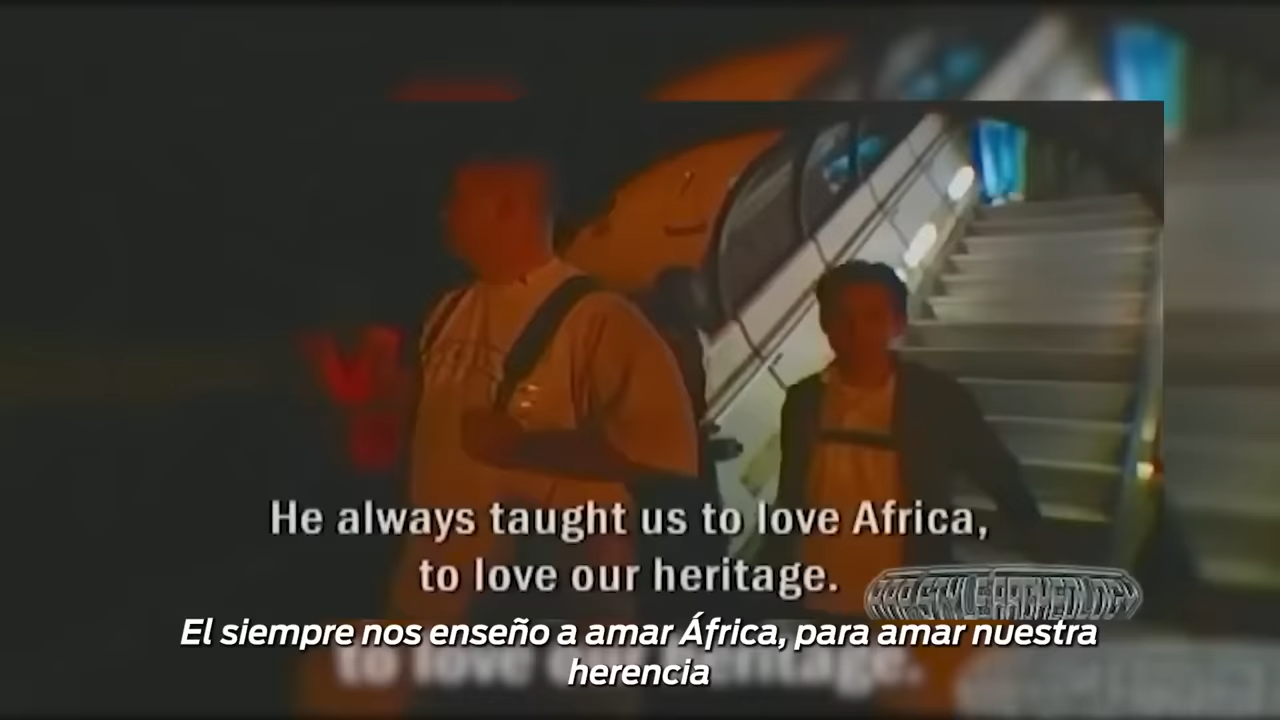 He always taught us to love Africa,
to love our heritage.
El siempre nos enseño a amar África, para amar nuestra
herencia